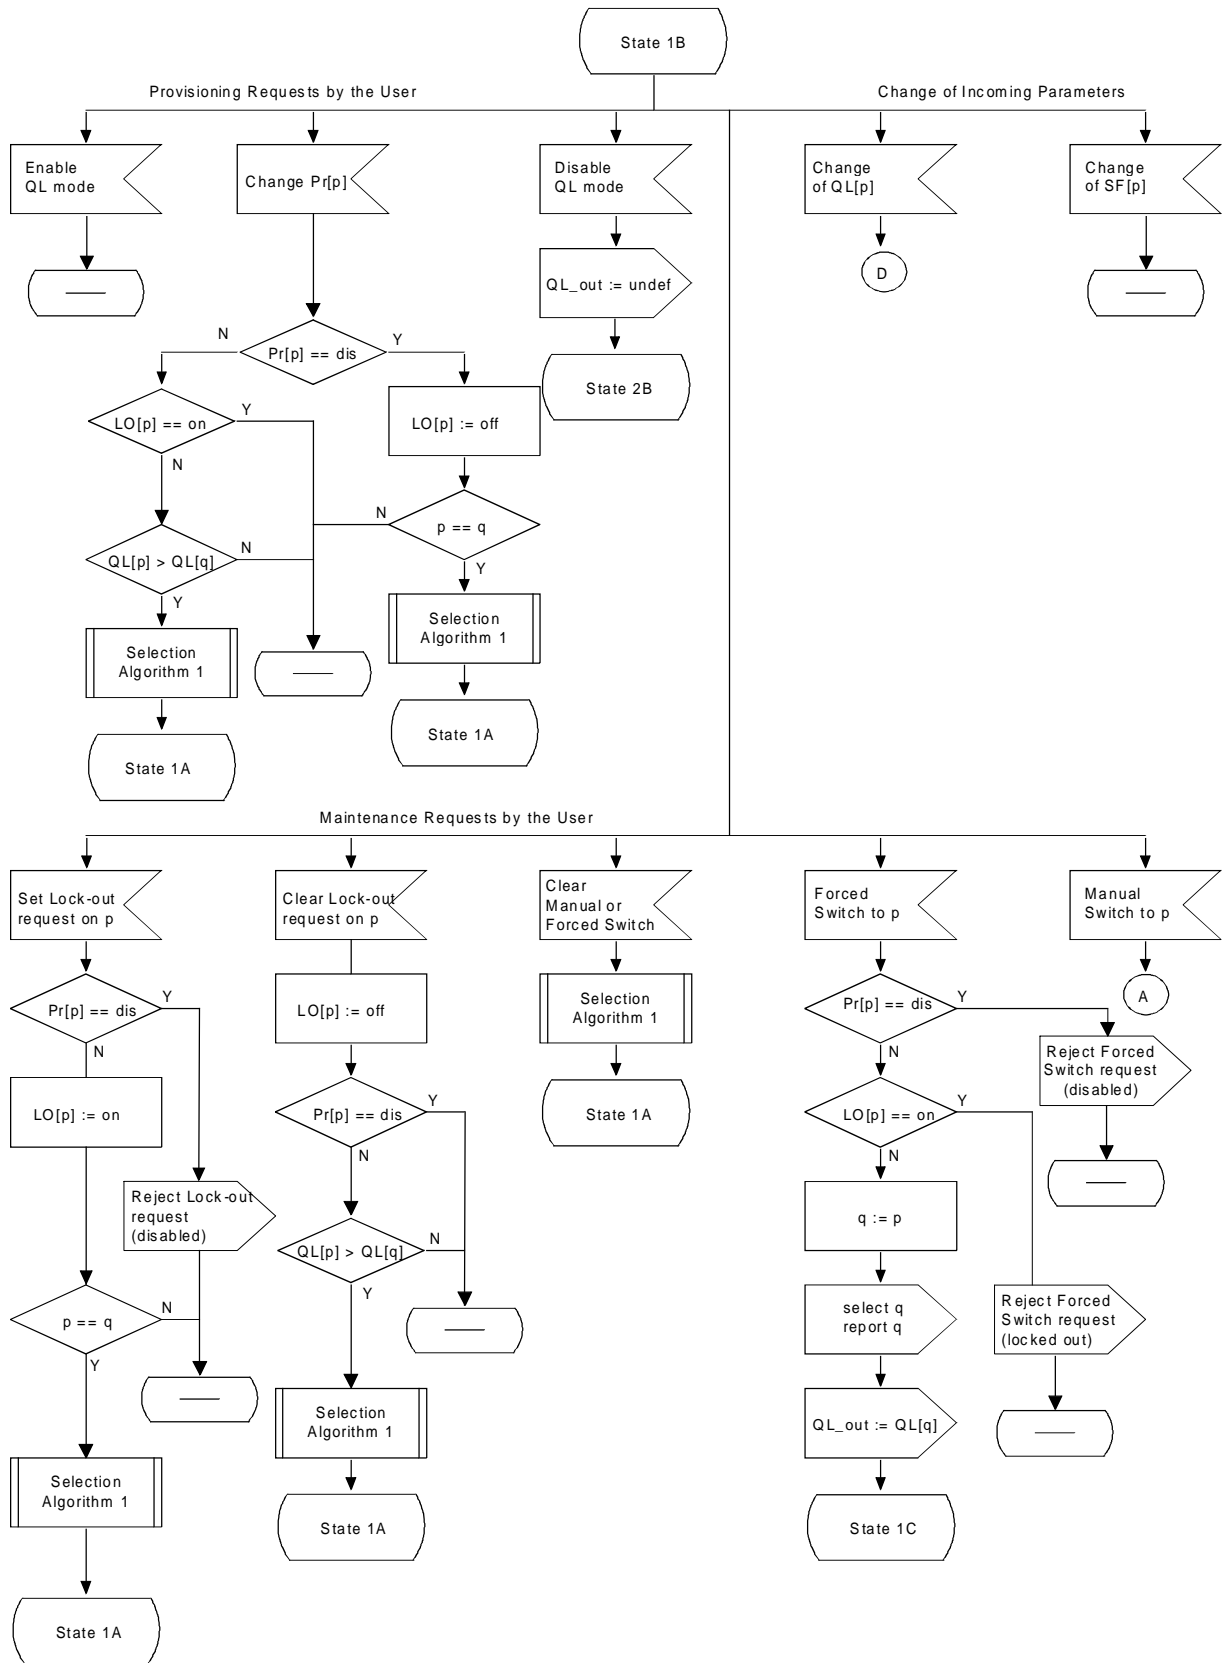 State 1B
Provisioning Requests by the User
Change of Incoming Parameters
Enable
QL mode
Change Pr[p]
Disable
QL mode
Change
of QL[p]
Change
of SF[p]
QL_out := undef
D
N
Pr[p] == dis
Y
State 2B
LO[p] == on
Y
N
LO[p] := off
N
p == q
Y
QL[p] > QL[q]
N
Y
Selection
Algorithm 1
Selection
Algorithm 1
State 1A
State 1A
Maintenance Requests by the User
Set Lock-out
request on p
Clear Lock-out
request on p
Clear
Manual or
Forced Switch
Forced
Switch to p
Manual
Switch to p
Pr[p] == dis
Y
N
LO[p] := off
Selection
Algorithm 1
Pr[p] == dis
Y
N
A
Reject Forced
Switch request
(disabled)
LO[p] := on
Pr[p] == dis
Y
N
State 1A
LO[p] == on
Y
N
Reject Lock-out
request
(disabled)
QL[p] > QL[q]
N
Y
q := p
p == q
N
Y
select q
report q
Reject Forced
Switch request
(locked out)
Selection
Algorithm 1
QL_out := QL[q]
Selection
Algorithm 1
State 1A
State 1C
State 1A